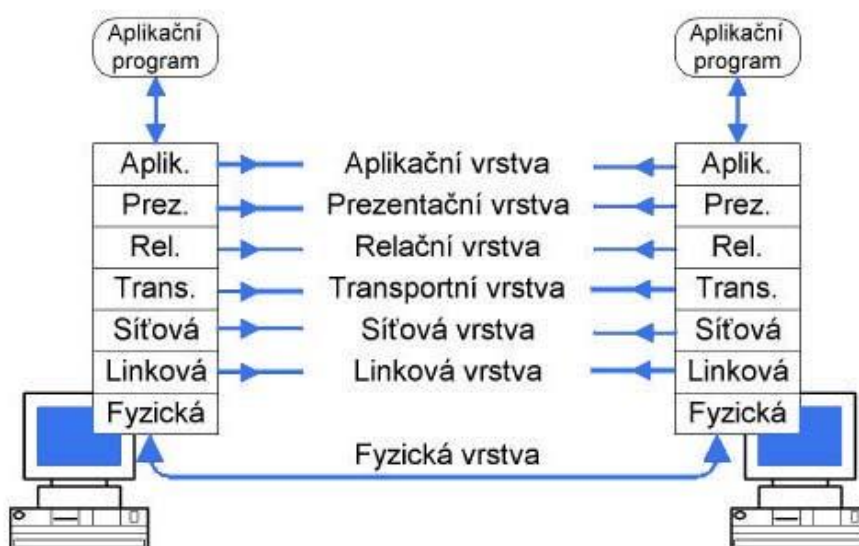 Aplikační
program
Aplikační
program
Aplik. Aplikační vrstva Aplik.
Prez. Prezentační vrstva Prez.
Rel. Relační vrstva Rel.
Trans. Transportní vrstva Trans.
Síťová Síťová vrstva Síťová
Linková Linková vrstva Linková
Fyzická Fyzická
Fyzická vrstva